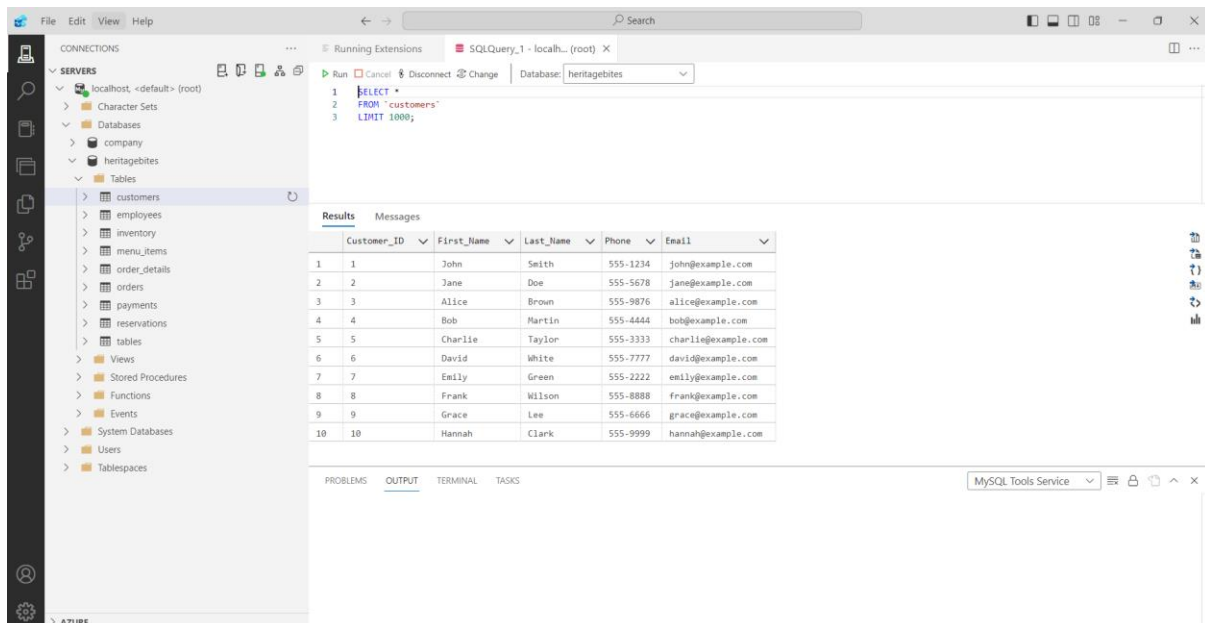 File Edit View Help
Search
CONNECTIONS
SERVERS
localhost, <default> (root)
Character Sets
Databases
company
heritagebites
Tables
customers
employees
inventory
menu_items
order_details
orders
payments
reservations
tables
Views
Stored Procedures
Functions
Events
System Databases
Users
Tablespaces
AZURE
Running Extensions SQLQuery_1 - localh... (root)
Run Cancel Disconnect Change Database: heritagebites
1 SELECT *
2 FROM `customers`
3 LIMIT 1000;
Results Messages
Customer_ID First_Name Last_Name Phone Email
1 1 John Smith 555-1234 john@example.com
2 2 Jane Doe 555-5678 jane@example.com
3 3 Alice Brown 555-9876 alice@example.com
4 4 Bob Martin 555-4444 bob@example.com
5 5 Charlie Taylor 555-3333 charlie@example.com
6 6 David White 555-7777 david@example.com
7 7 Emily Green 555-2222 emily@example.com
8 8 Frank Wilson 555-8888 frank@example.com
9 9 Grace Lee 555-6666 grace@example.com
10 10 Hannah Clark 555-9999 hannah@example.com
PROBLEMS OUTPUT TERMINAL TASKS MySQL Tools Service